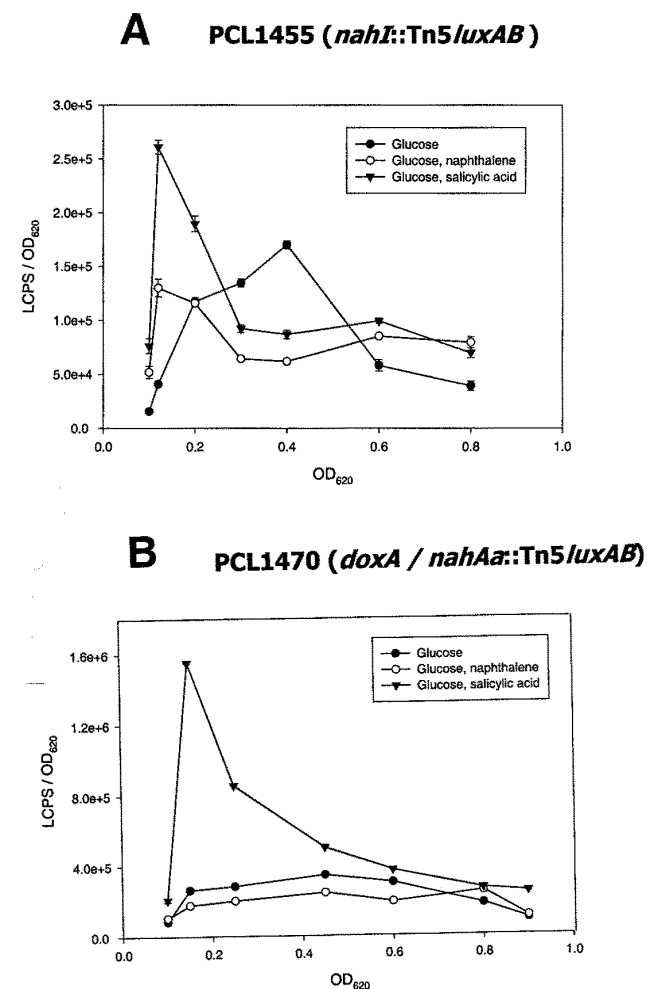 A PCL1455 (nahI::Tn5luxAB )
3.0e+5
2.5e+5
2.0e+5
1.5e+5
1.0e+5
5.0e+4
0.0
LCPS / OD620
Glucose
Glucose, naphthalene
Glucose, salicylic acid
0.0 0.2 0.4 0.6 0.8 1.0
OD620
B PCL1470 (doxA / nahAa::Tn5luxAB)
1.6e+6
1.2e+6
8.0e+5
4.0e+5
0.0
LCPS / OD620
Glucose
Glucose, naphthalene
Glucose, salicylic acid
0.0 0.2 0.4 0.6 0.8 1.0
OD620